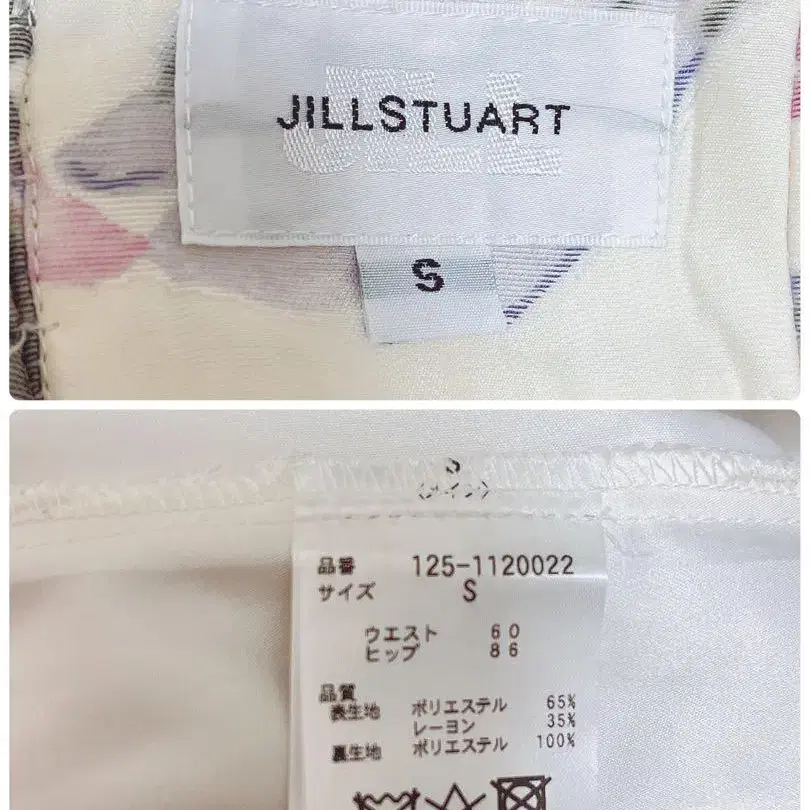 JILLSTUART
S
S
品番 125-1120022
サイズ S
ウエスト 60
ヒップ 86
品質
表生地 ポリエステル 65%
レーヨン 35%
裏生地 ポリエステル 100%